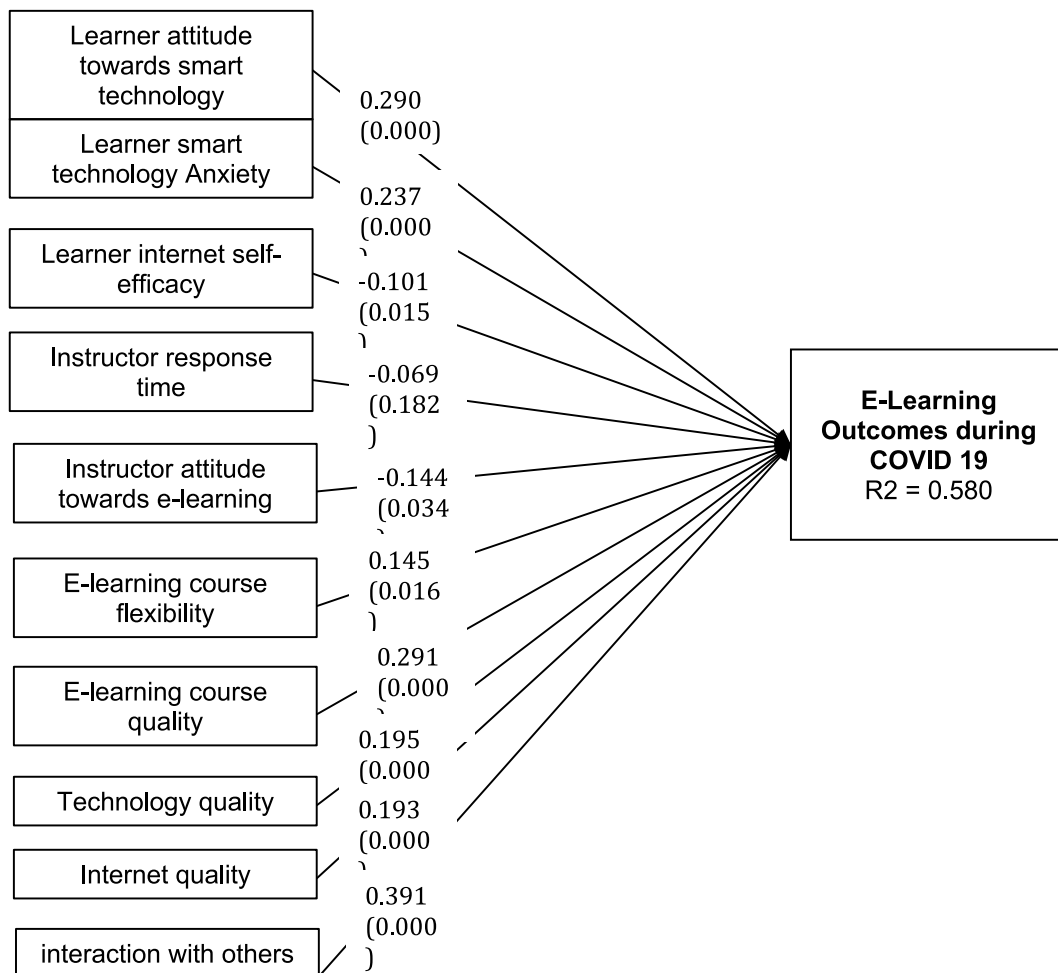 Learner attitude
towards smart
technology
0.290
(0.000)
Learner smart
technology Anxiety
0.237
(0.000
)
Learner internet self-
efficacy
-0.101
(0.015
)
Instructor response
time
-0.069
(0.182
)
Instructor attitude
towards e-learning
-0.144
(0.034
)
E-learning course
flexibility
0.145
(0.016
)
E-learning course
quality
0.291
(0.000
)
Technology quality
0.195
(0.000
Internet quality
0.193
(0.000
)
interaction with others
0.391
(0.000
)
E-Learning
Outcomes during
COVID 19
R2 = 0.580